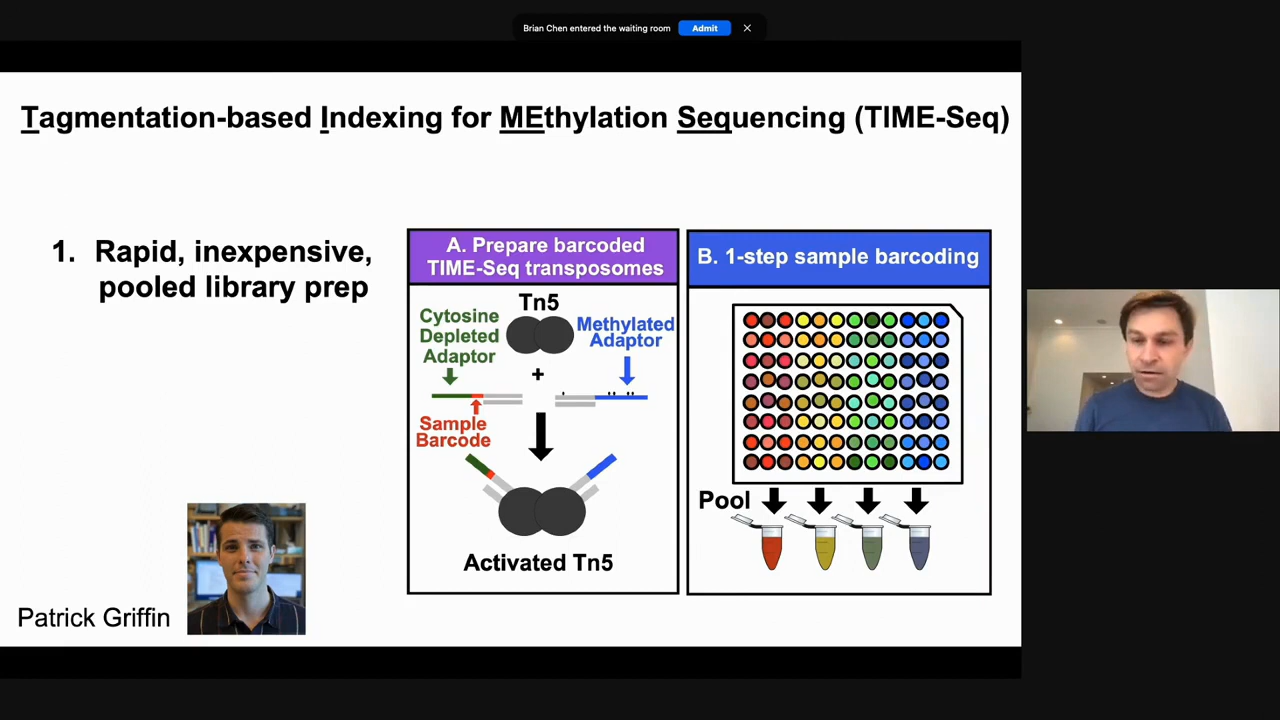 Brian Chen entered the waiting room Admit
Tagmentation-based Indexing for MEthylation Sequencing (TIME-Seq)
1. Rapid, inexpensive,
pooled library prep
A. Prepare barcoded
TIME-Seq transposomes
Tn5
Cytosine
Depleted
Adaptor
Methylated
Adaptor
+
Sample
Barcode
Activated Tn5
B. 1-step sample barcoding
Pool
Patrick Griffin